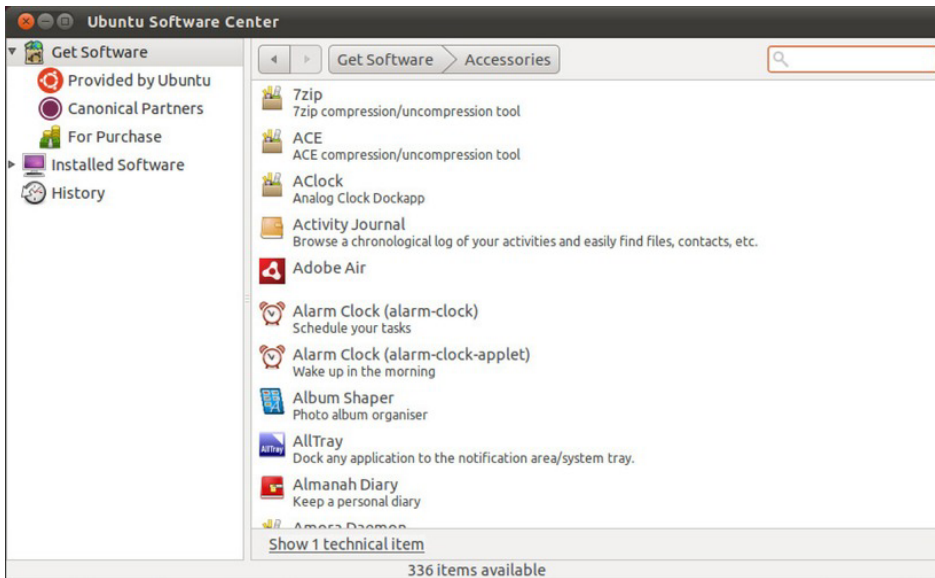 Ubuntu Software Center
Get Software
Provided by Ubuntu
Canonical Partners
For Purchase
Installed Software
History
Get Software
Accessories
7zip
7zip compression/uncompression tool
ACE
ACE compression/uncompression tool
AClock
Analog Clock Dockapp
Activity Journal
Browse a chronological log of your activities and easily find files, contacts, etc.
Adobe Air
Alarm Clock (alarm-clock)
Schedule your tasks
Alarm Clock (alarm-clock-applet)
Wake up in the morning
Album Shaper
Photo album organiser
AllTray
AllTray
Dock any application to the notification area/system tray.
Almanah Diary
Keep a personal diary
Amora Daemon
Show 1 technical item
336 items available